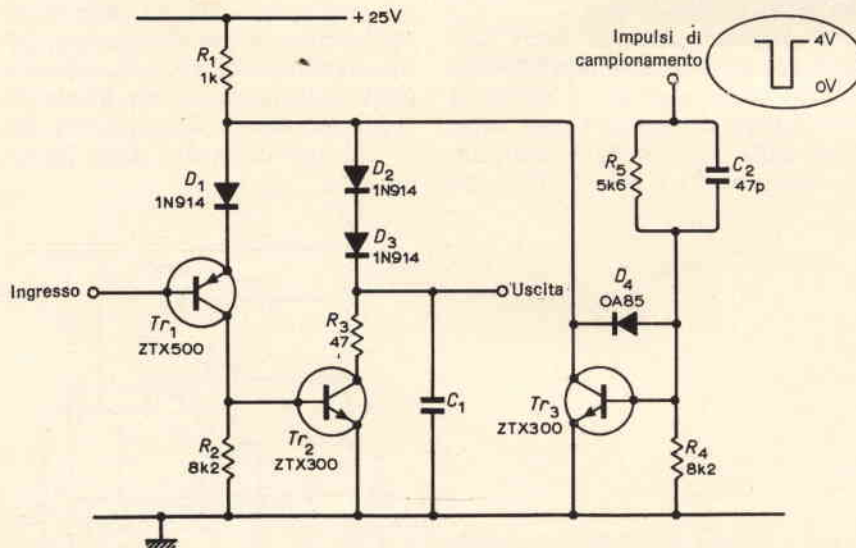 + 25V
Impulsi di
campionamento
4V
0V
R1
1k
D1
1N914
D2
1N914
D3
1N914
R5
5k6
C2
47p
Ingresso
Uscita
D4
OA85
Tr1
ZTX500
R3
47
Tr2
ZTX300
C1
Tr3
ZTX300
R2
8k2
R4
8k2